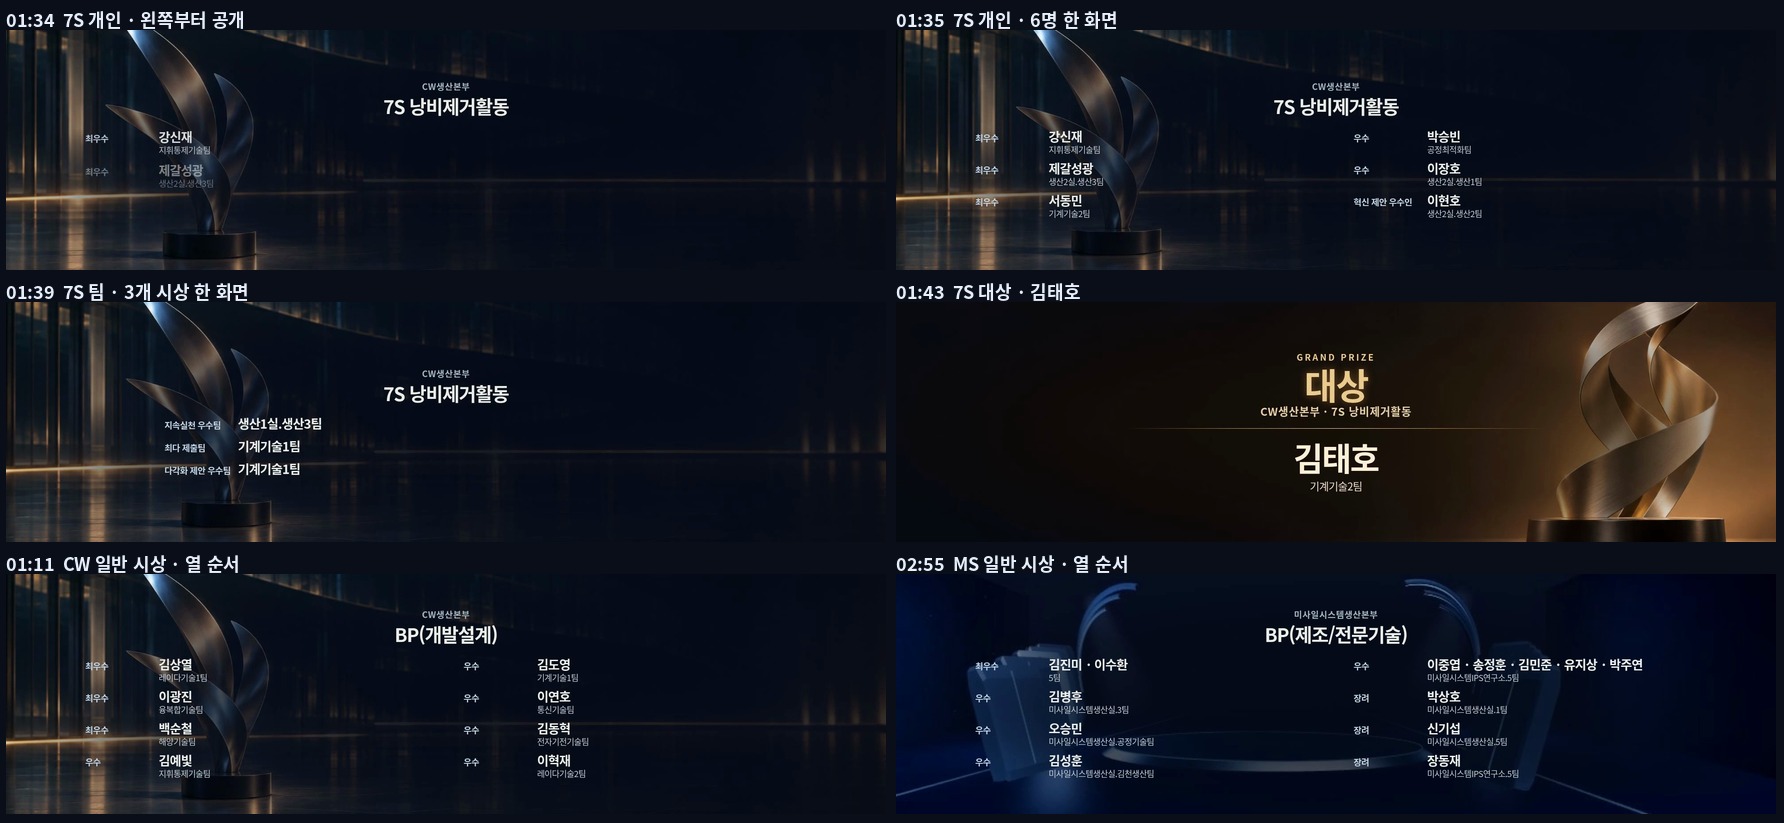 01:34 7S 개인 · 왼쪽부터 공개
CW생산본부
7S 낭비제거활동
최우수 강신재
지휘통제기술팀
최우수 제갈성광
생산2실.생산3팀
01:35 7S 개인 · 6명 한 화면
CW생산본부
7S 낭비제거활동
최우수 강신재
지휘통제기술팀
최우수 제갈성광
생산2실.생산3팀
최우수 서동민
기계기술2팀
우수 박승빈
공정최적화팀
우수 이장호
생산2실.생산1팀
혁신 제안 우수인 이현호
생산2실.생산2팀
01:39 7S 팀 · 3개 시상 한 화면
CW생산본부
7S 낭비제거활동
지속실천 우수팀 생산1실.생산3팀
최다 제출팀 기계기술1팀
다각화 제안 우수팀 기계기술1팀
01:43 7S 대상 · 김태호
GRAND PRIZE
대상
CW생산본부 · 7S 낭비제거활동
김태호
기계기술2팀
01:11 CW 일반 시상 · 열 순서
CW생산본부
BP(개발설계)
최우수 김상열
레이다기술1팀
최우수 이광진
융복합기술팀
최우수 백순철
해양기술팀
우수 김예빛
지휘통제기술팀
우수 김도영
기계기술1팀
우수 이연호
통신기술팀
우수 김동혁
전자기전기술팀
우수 이혁재
레이다기술2팀
02:55 MS 일반 시상 · 열 순서
미사일시스템생산본부
BP(제조/전문기술)
최우수 김진미 · 이수환
5팀
우수 김병후
미사일시스템생산실.3팀
우수 오승민
미사일시스템생산실.공정기술팀
우수 김성훈
미사일시스템생산실.김천생산팀
우수 이중엽 · 송정훈 · 김민준 · 유지상 · 박주연
미사일시스템IPS연구소.5팀
장려 박상호
미사일시스템생산실.1팀
장려 신기섭
미사일시스템생산실.5팀
장려 장동재
미사일시스템IPS연구소.5팀